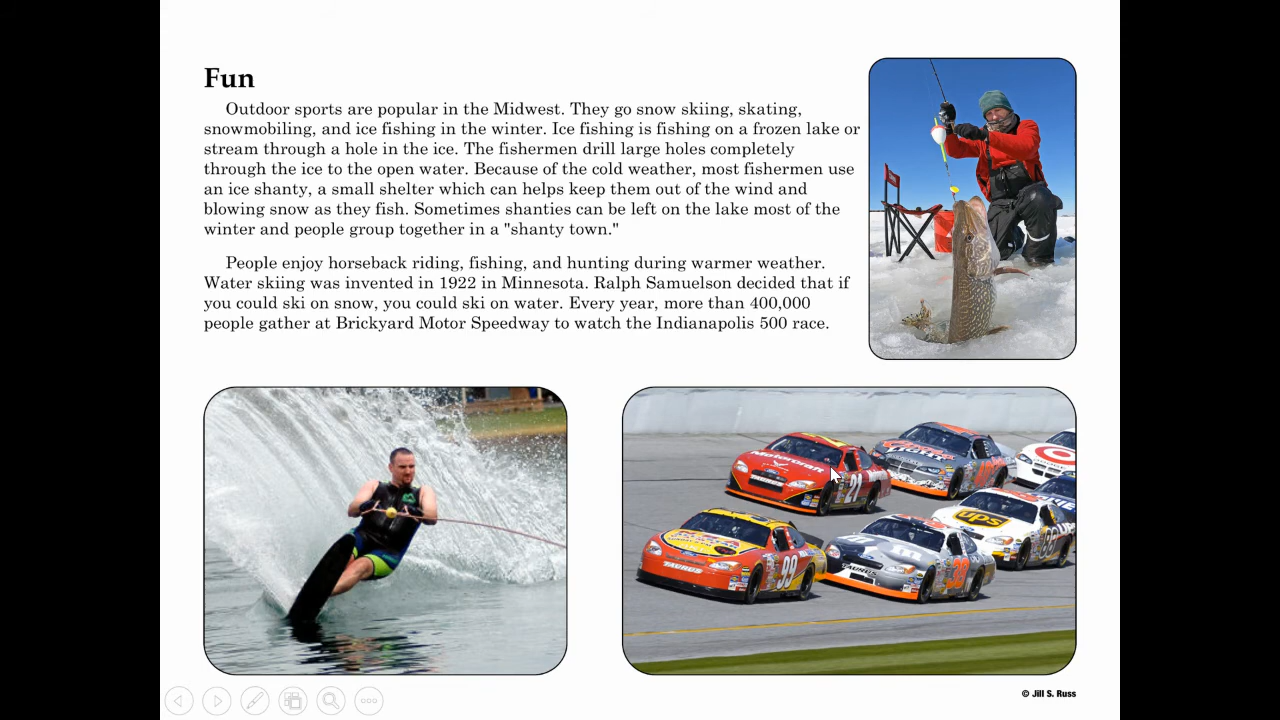 Fun
Outdoor sports are popular in the Midwest. They go snow skiing, skating,
snowmobiling, and ice fishing in the winter. Ice fishing is fishing on a frozen lake or
stream through a hole in the ice. The fishermen drill large holes completely
through the ice to the open water. Because of the cold weather, most fishermen use
an ice shanty, a small shelter which can helps keep them out of the wind and
blowing snow as they fish. Sometimes shanties can be left on the lake most of the
winter and people group together in a "shanty town."
People enjoy horseback riding, fishing, and hunting during warmer weather.
Water skiing was invented in 1922 in Minnesota. Ralph Samuelson decided that if
you could ski on snow, you could ski on water. Every year, more than 400,000
people gather at Brickyard Motor Speedway to watch the Indianapolis 500 race.
Motorcraft
21
ups
99
TAURUS
TAURUS
39
© Jill S. Russ